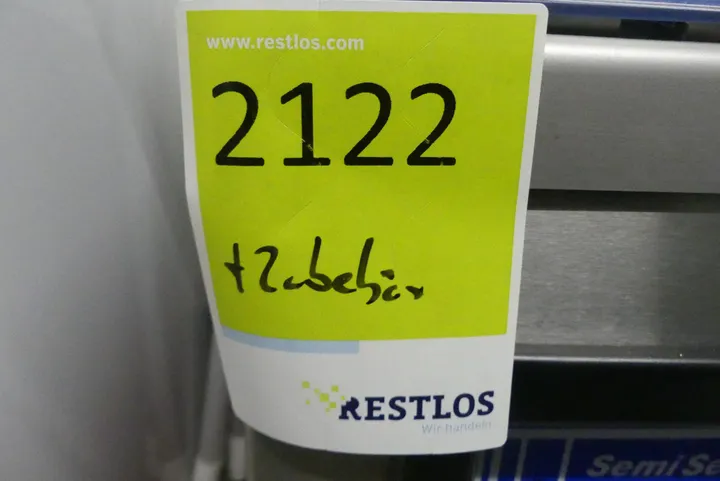 www.restlos.com
2122
+ Zubehör
RESTLOS
Wir handeln
Semi Se